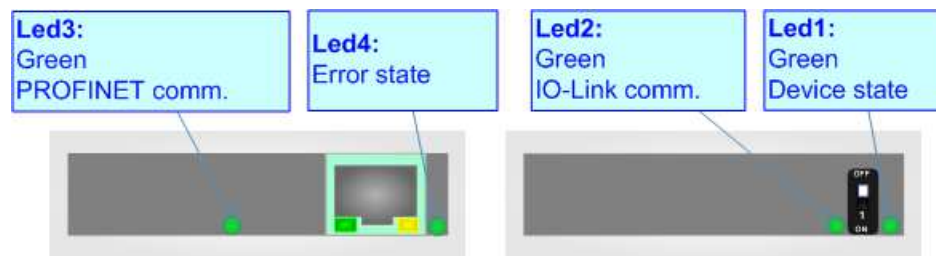 Led3:
Green
PROFINET comm.
Led4:
Error state
Led2:
Green
IO-Link comm.
Led1:
Green
Device state
OFF
1
ON